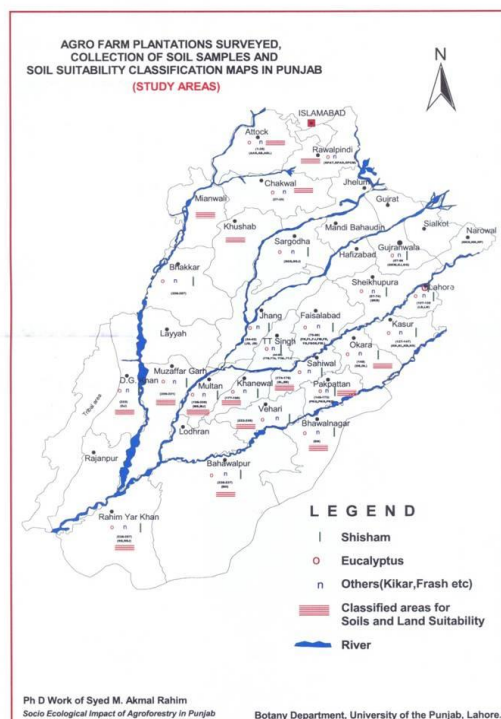 AGRO FARM PLANTATIONS SURVEYED,
COLLECTION OF SOIL SAMPLES AND
SOIL SUITABILITY CLASSIFICATION MAPS IN PUNJAB
(STUDY AREAS)
N
ISLAMABAD
Attock
Rawalpindi
Chakwal
Jhelum
Mianwali
Gujrat
Khushab
Mandi Bahaudin
Sialkot
Sargodha
Narowal
Hafizabad
Gujranwala
Bhakkar
Sheikhupura
Lahore
Jhang
Faisalabad
Kasur
Layyah
TT Singh
Okara
Sahiwal
Muzaffar Garh
D.G. Khan
Multan
Khanewal
Pakpattan
Tribal area
Vehari
Bhawalnagar
Lodhran
Rajanpur
Bahawalpur
Rahim Yar Khan
LEGEND
Shisham
o Eucalyptus
n Others(Kikar,Frash etc)
Classified areas for
Soils and Land Suitability
River
Ph D Work of Syed M. Akmal Rahim
Socio Ecological Impact of Agroforestry in Punjab
Botany Department, University of the Punjab, Lahore.